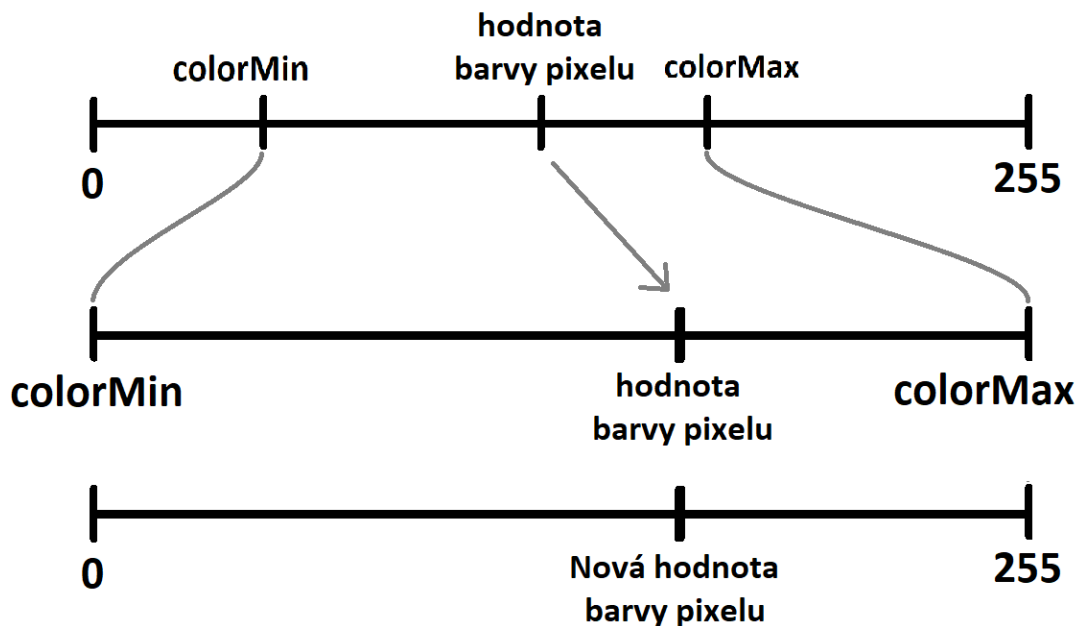 colorMin
hodnota
barvy pixelu
colorMax
0
255
colorMin
hodnota
barvy pixelu
colorMax
0
Nová hodnota
barvy pixelu
255